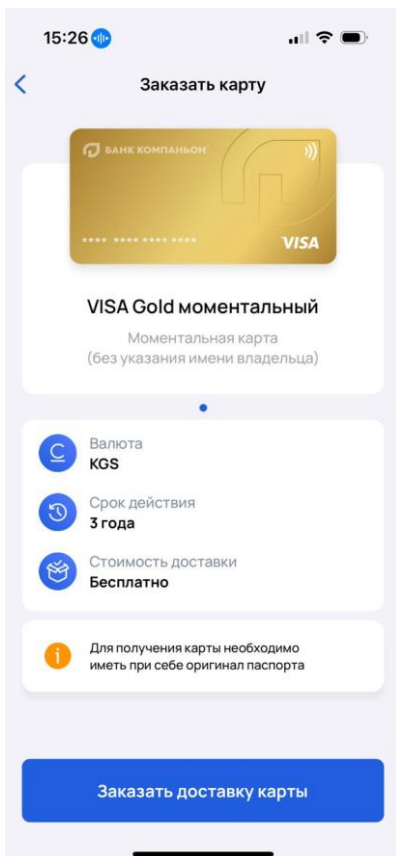 15:26
Заказать карту
БАНК КОМПАНЬОН
**** **** **** ****
VISA
VISA Gold моментальный
Моментальная карта
(без указания имени владельца)
Валюта
KGS
Срок действия
3 года
Стоимость доставки
Бесплатно
Для получения карты необходимо
иметь при себе оригинал паспорта
Заказать доставку карты